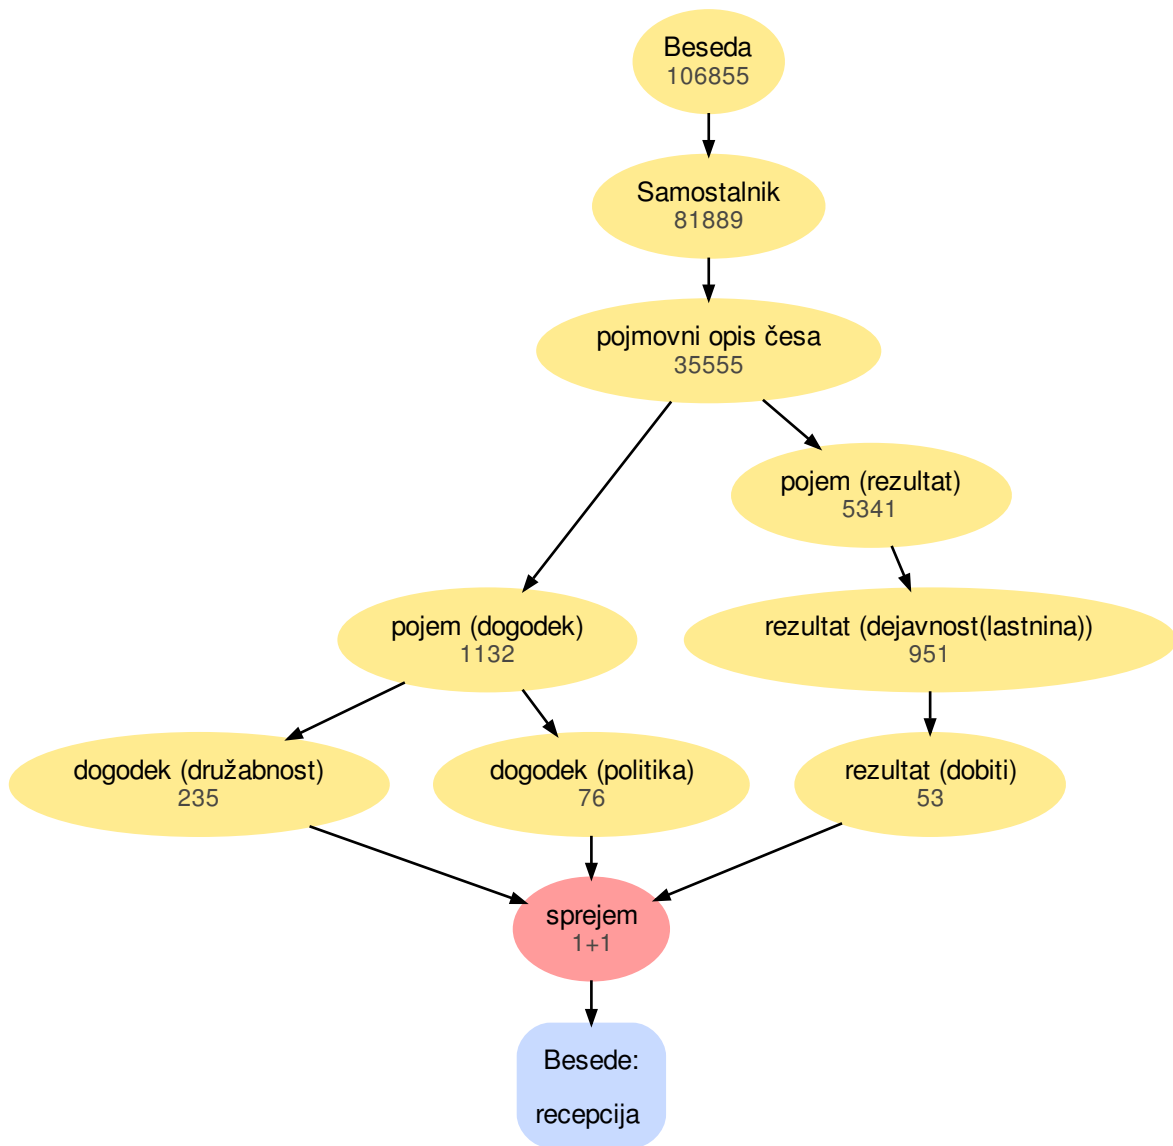 Beseda
106855
Samostalnik
81889
pojmovni opis česa
35555
pojem (rezultat)
5341
pojem (dogodek)
1132
rezultat (dejavnost(lastnina))
951
dogodek (družabnost)
235
dogodek (politika)
76
rezultat (dobiti)
53
sprejem
1+1
Besede:
recepcija